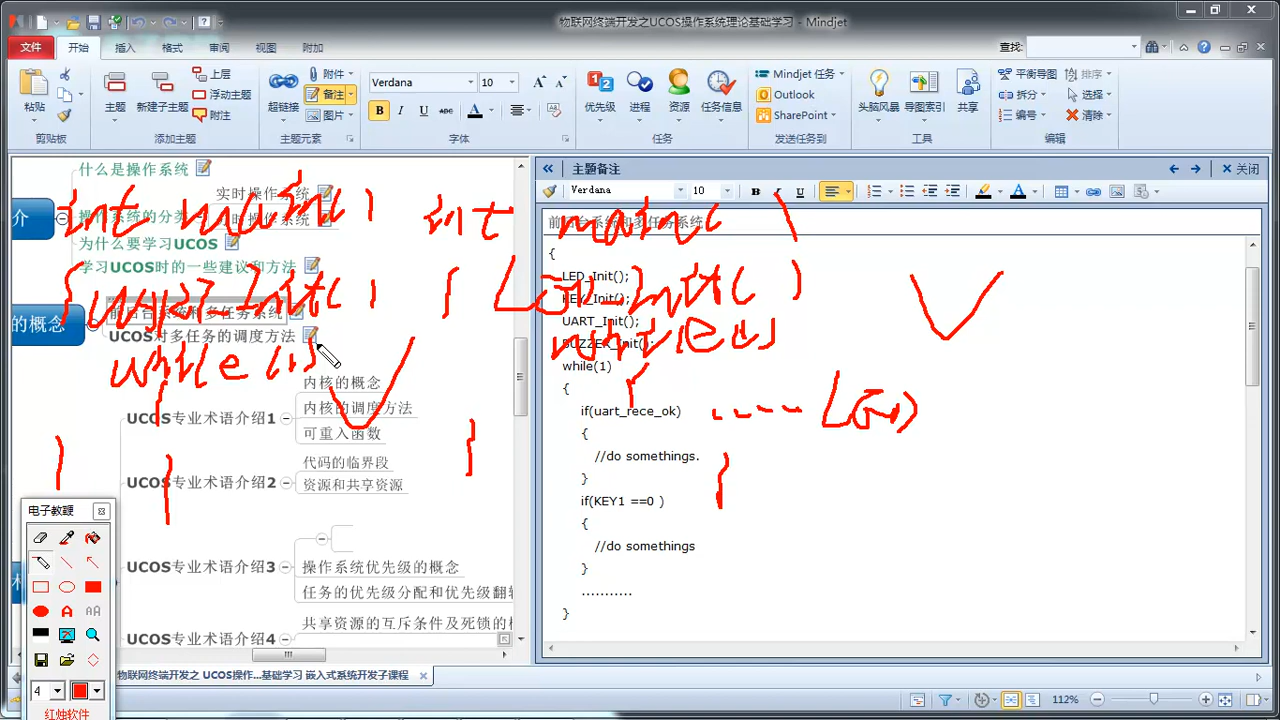 物联网终端开发之UCOS操作系统理论基础学习 - Mindjet
文件 开始 插入 格式 审阅 视图 附加 查找:
粘贴
剪贴板
主题
新建子主题
上层
浮动主题
附注
添加主题
超链接
附件
备注
图片
主题元素
Verdana 10
B I U abc A
字体
优先级
进程
资源
任务信息
任务
Mindjet 任务
Outlook
SharePoint
发送任务到
头脑风暴
导图索引
共享
工具
平衡导图
拆分
编号
排序
选择
清除
编辑
什么是操作系统
实时操作系统
介
操作系统的分类
时操作系统
为什么要学习UCOS
学习UCOS时的一些建议和方法
的概念
前后台系统和多任务系统
UCOS对多任务的调度方法
UCOS专业术语介绍1
内核的概念
内核的调度方法
可重入函数
UCOS专业术语介绍2
代码的临界段
资源和共享资源
UCOS专业术语介绍3
操作系统优先级的概念
任务的优先级分配和优先级翻转
UCOS专业术语介绍4
共享资源的互斥条件及死锁的
int main( )
{
while (1)
{
}
}
int main( )
{ LED_Init( )
while(1)
{
---- LED
}
}
主题备注 关闭
Verdana 10 B I U
前后台系统和多任务系统
{
LED_Init();
KEY_Init();
UART_Init();
BUZZER_Init();
while(1)
{
if(uart_rece_ok)
{
//do somethings.
}
if(KEY1 ==0 )
{
//do somethings
}
...........
}
电子教鞭
4
红烛软件
物联网终端开发之 UCOS操作...基础学习 嵌入式系统开发子课程
112%